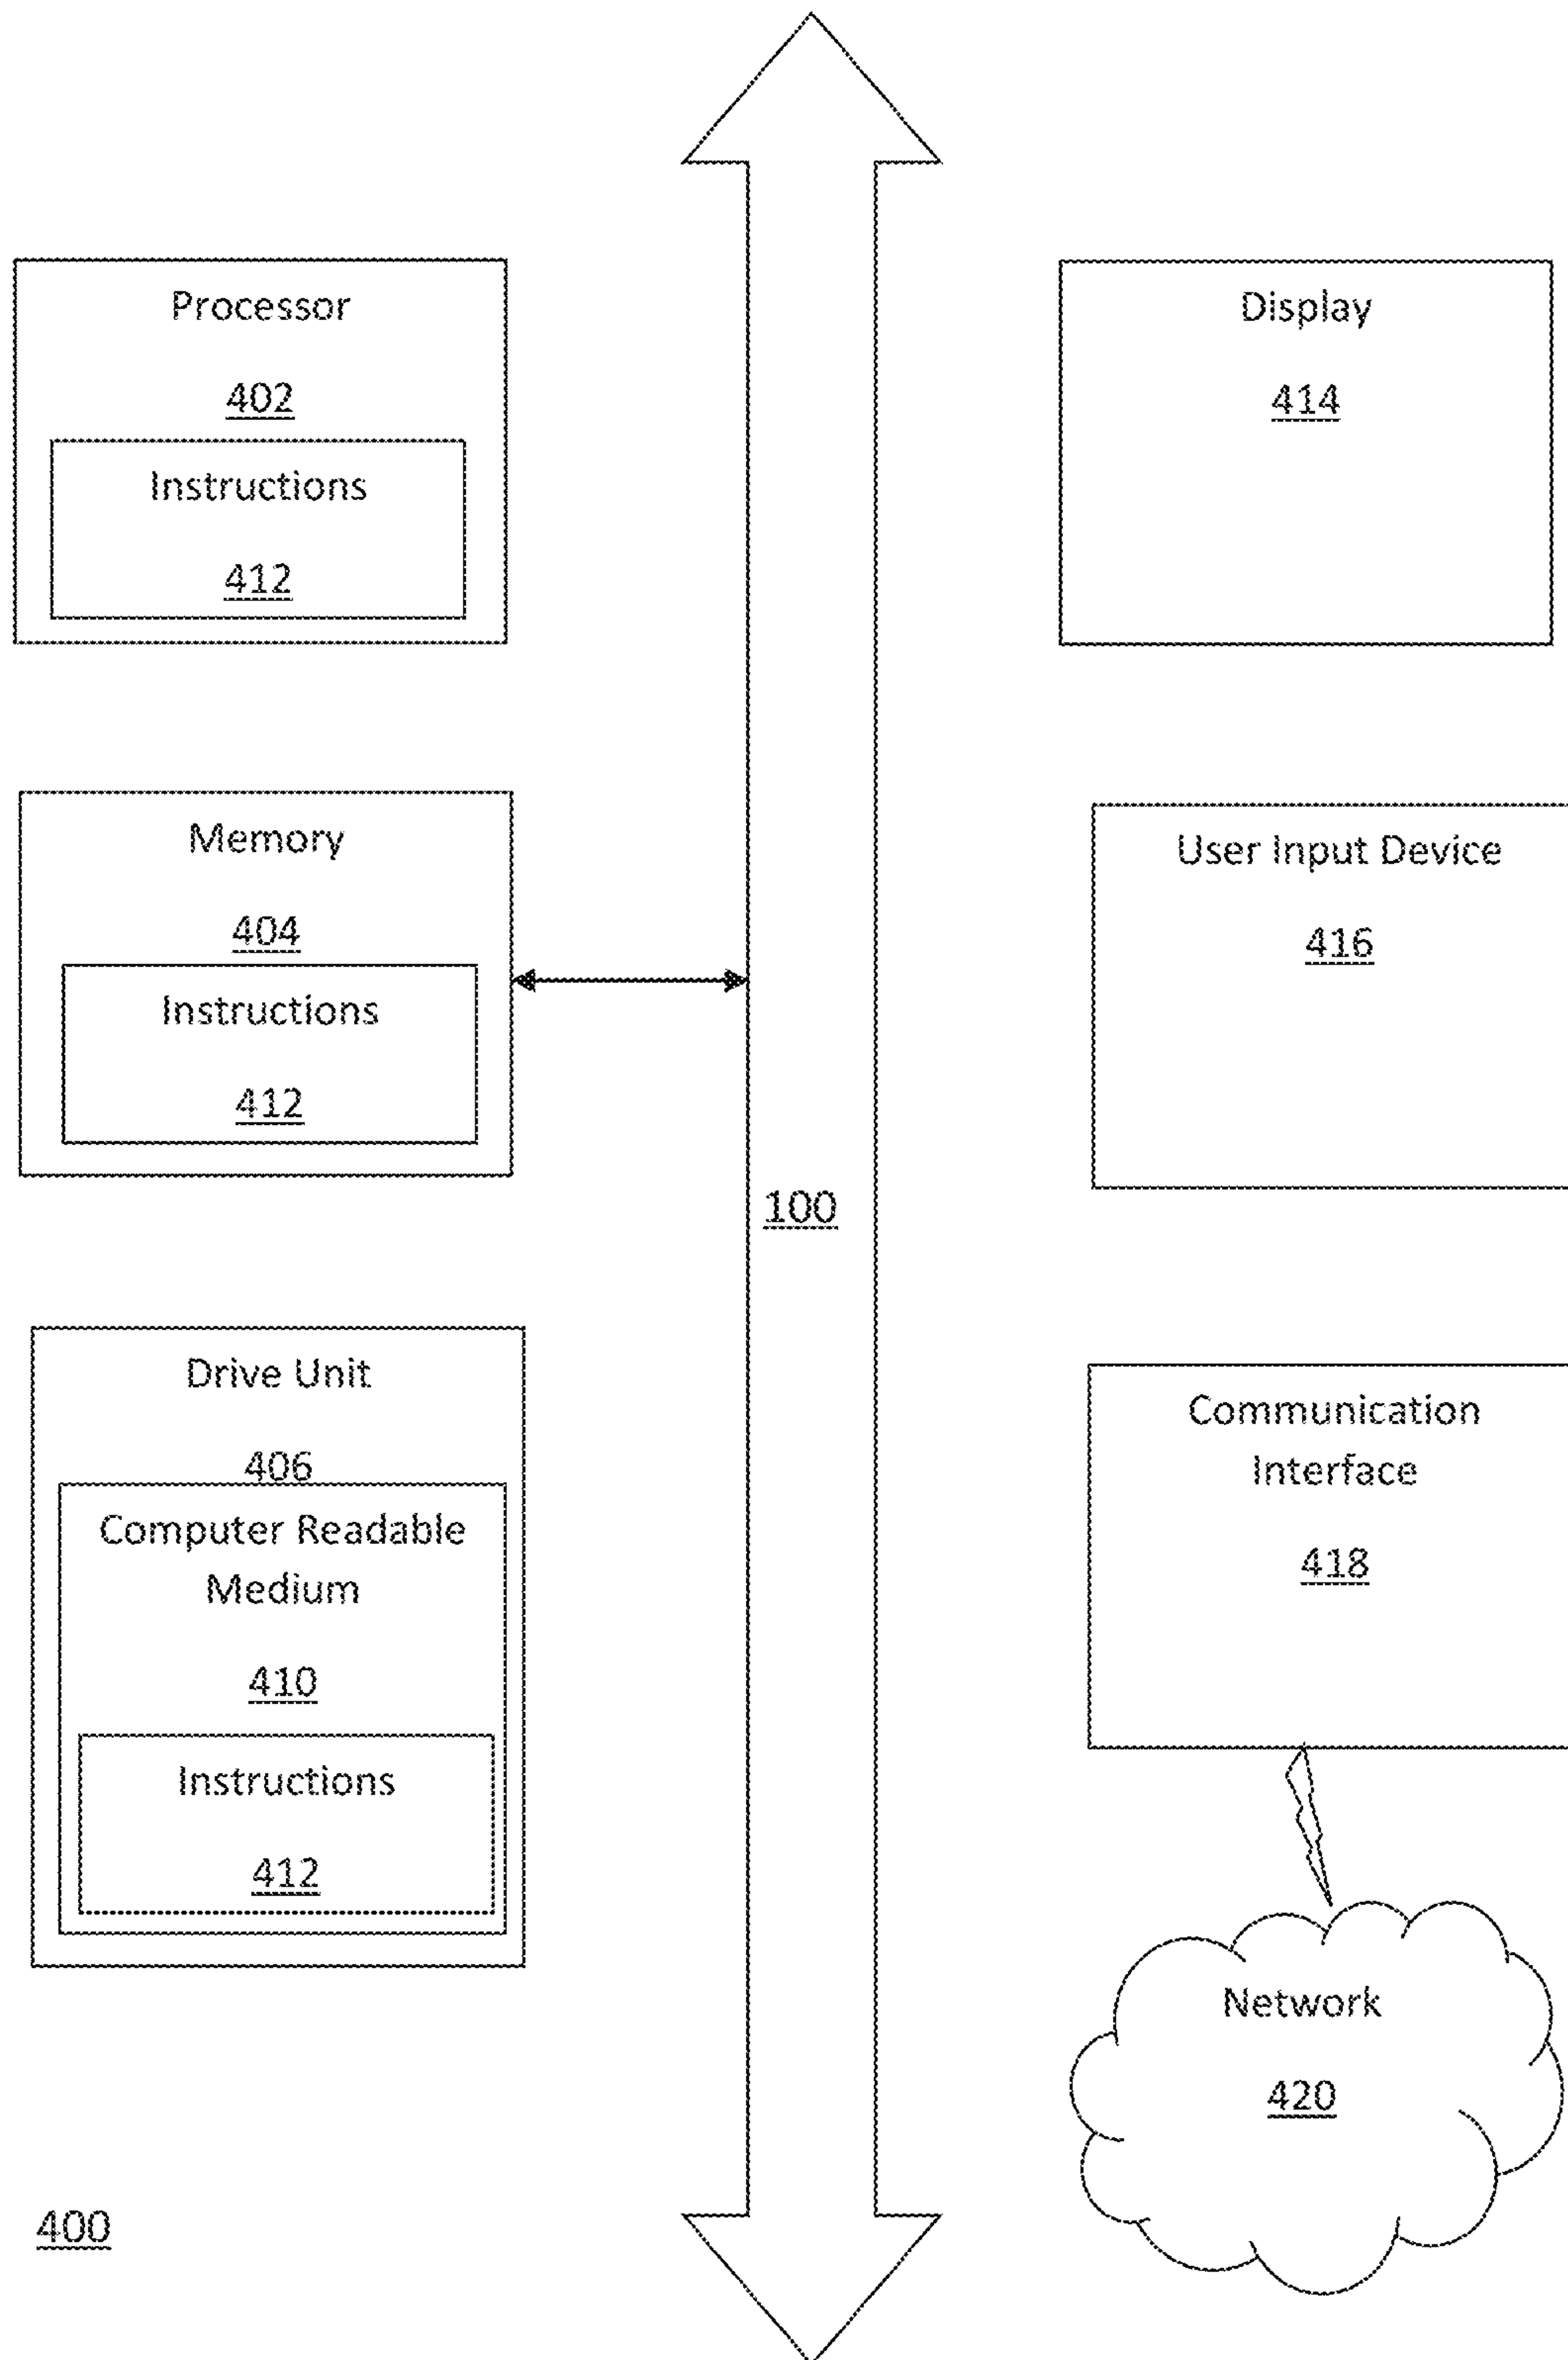 Processor
402
Instructions
412
Memory
404
Instructions
412
Drive Unit
406
Computer Readable
Medium
410
Instructions
412
400
100
Display
414
User Input Device
416
Communication
Interface
418
Network
420